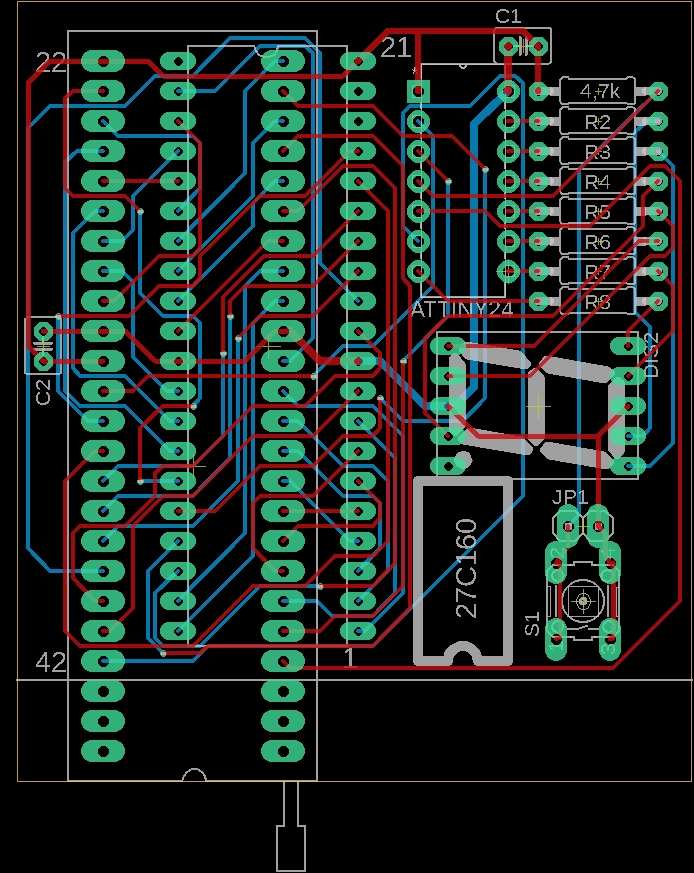 C1
22
21
4,7k
R2
R3
R4
R5
R6
R7
R8
ATTINY24
DIS2
C2
JP1
27C160
S1
42
1